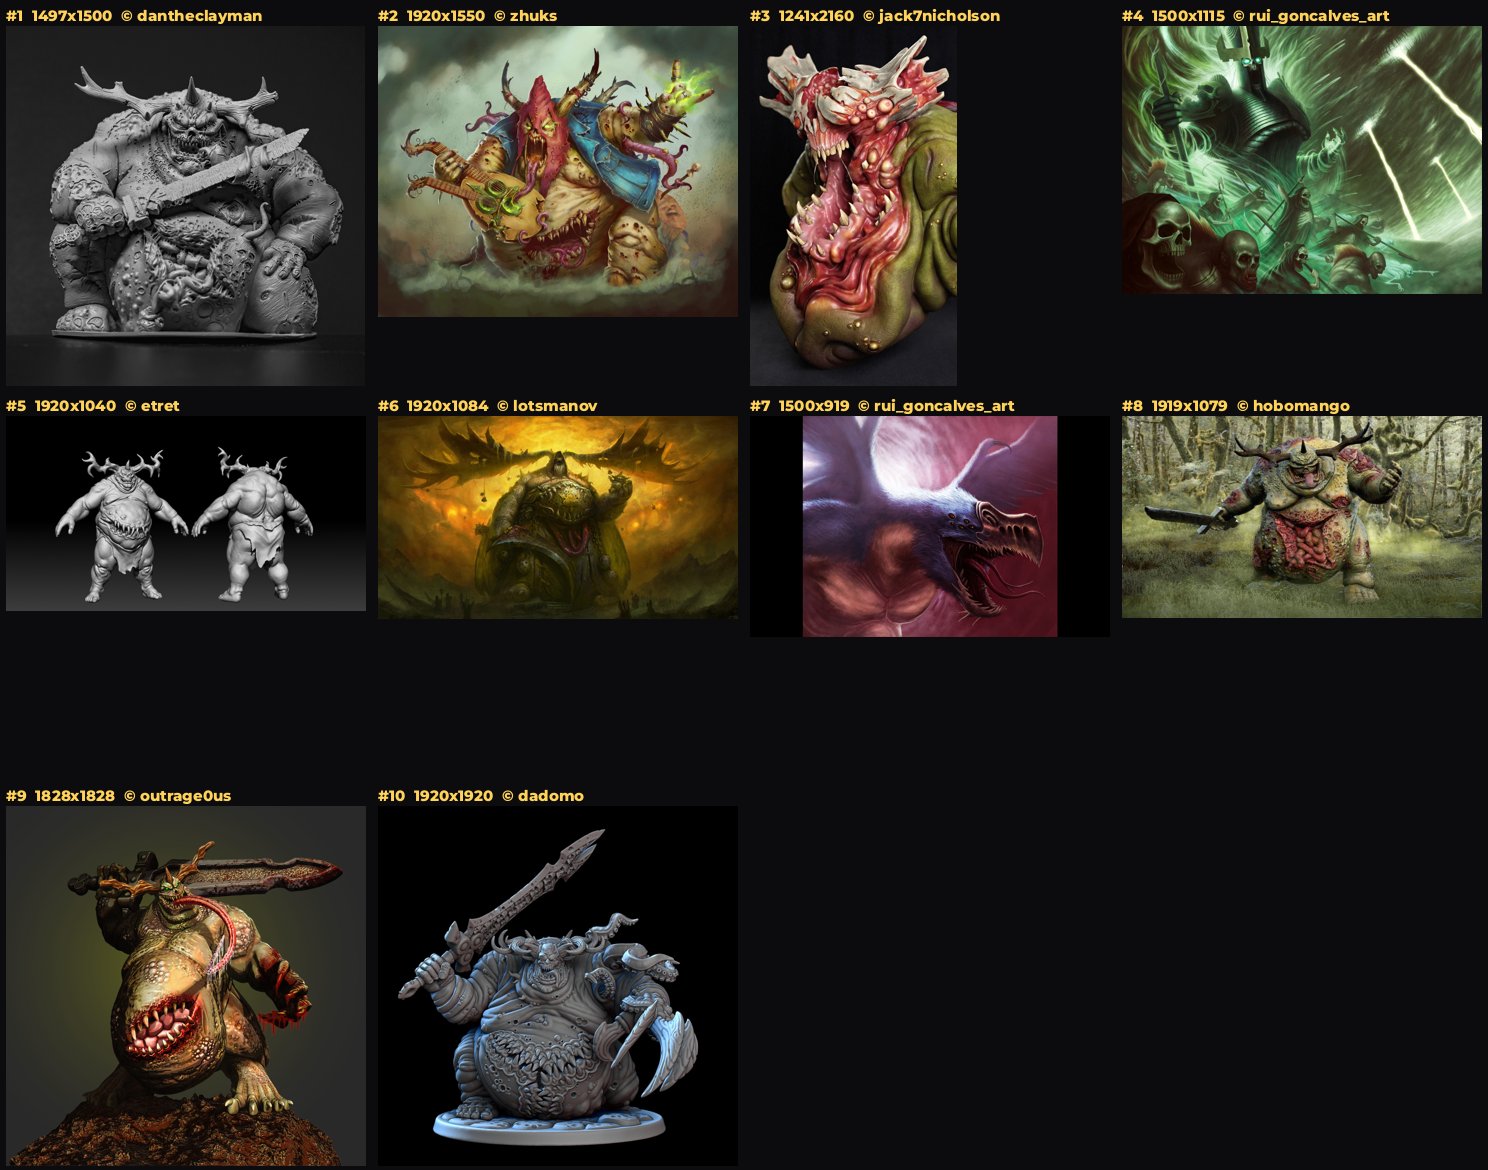 #1 1497x1500 © dantheclayman
#2 1920x1550 © zhuks
#3 1241x2160 © jack7nicholson
#4 1500x1115 © rui_goncalves_art
#5 1920x1040 © etret
#6 1920x1084 © lotsmanov
#7 1500x919 © rui_goncalves_art
#8 1919x1079 © hobomango
#9 1828x1828 © outrage0us
#10 1920x1920 © dadomo